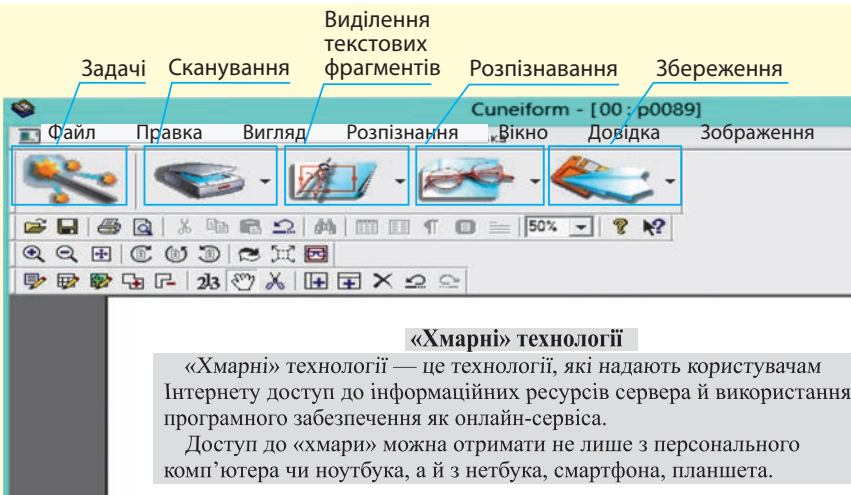 Виділення
текстових
фрагментів
Задачі
Сканування
Розпізнавання
Збереження
Cuneiform - [00 : p0089]
Файл Правка Вигляд Розпізнання Вікно Довідка Зображення
50%
«Хмарні» технології
«Хмарні» технології — це технології, які надають користувачам
Інтернету доступ до інформаційних ресурсів сервера й використання
програмного забезпечення як онлайн-сервіса.
Доступ до «хмари» можна отримати не лише з персонального
комп’ютера чи ноутбука, а й з нетбука, смартфона, планшета.